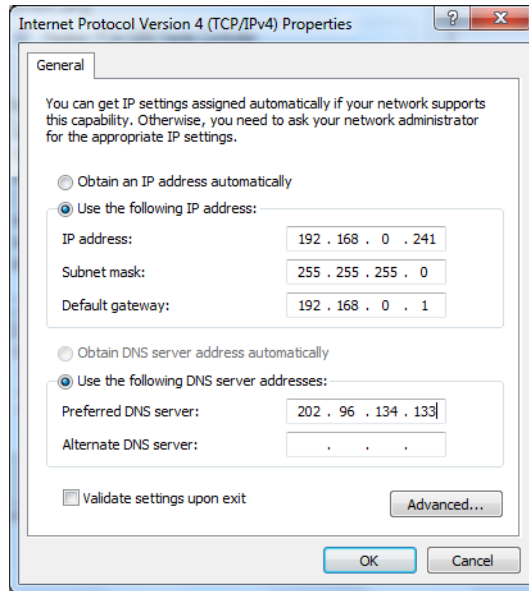 Internet Protocol Version 4 (TCP/IPv4) Properties
General
You can get IP settings assigned automatically if your network supports
this capability. Otherwise, you need to ask your network administrator
for the appropriate IP settings.
Obtain an IP address automatically
Use the following IP address:
IP address: 192 . 168 . 0 . 241
Subnet mask: 255 . 255 . 255 . 0
Default gateway: 192 . 168 . 0 . 1
Obtain DNS server address automatically
Use the following DNS server addresses:
Preferred DNS server: 202 . 96 . 134 . 133
Alternate DNS server: . . .
Validate settings upon exit
Advanced...
OK Cancel